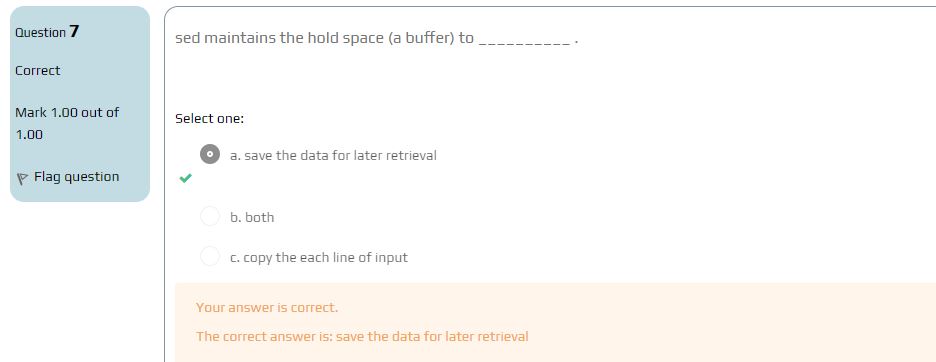 Question 7
Correct
Mark 1.00 out of
1.00
Flag question
sed maintains the hold space (a buffer) to __________ .
Select one:
a. save the data for later retrieval
b. both
c. copy the each line of input
Your answer is correct.
The correct answer is: save the data for later retrieval